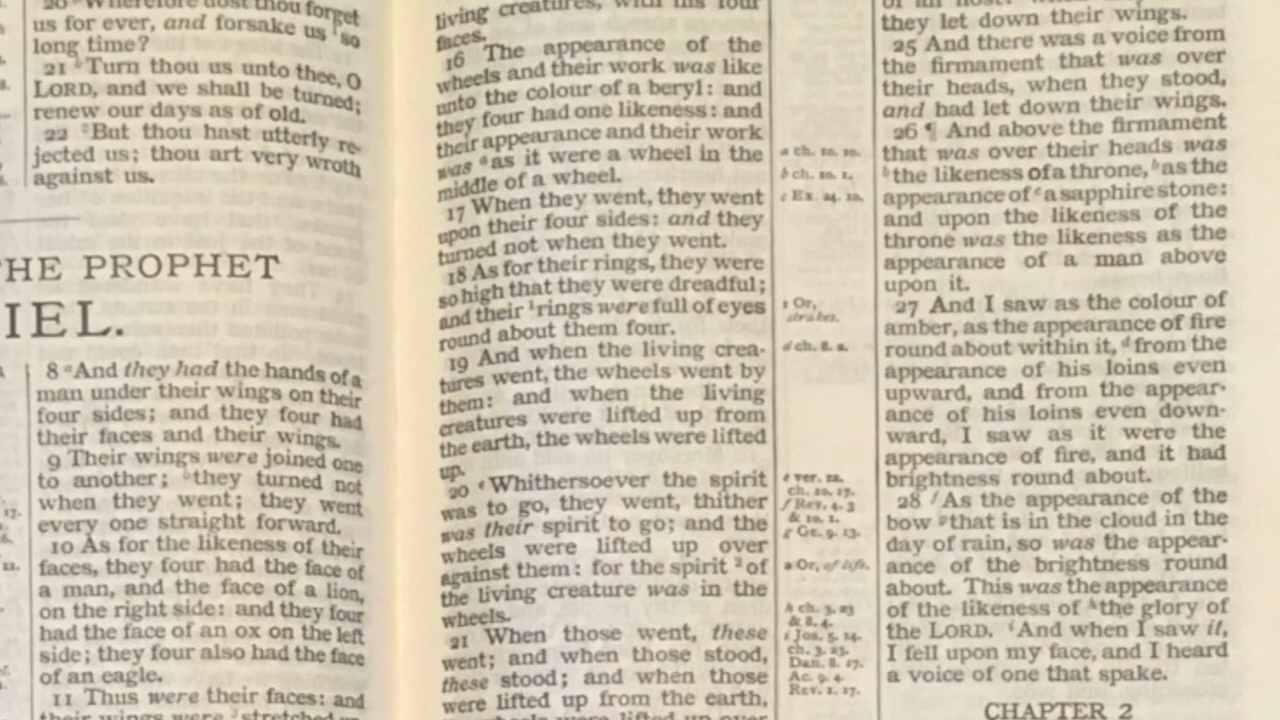 20 Wherefore dost thou forget
us for ever, and forsake us so
long time?
21 Turn thou us unto thee, O
LORD, and we shall be turned;
renew our days as of old.
22 But thou hast utterly re-
jected us; thou art very wroth
against us.
THE PROPHET
IEL.
8 a And they had the hands of a
man under their wings on their
four sides; and they four had
their faces and their wings.
9 Their wings were joined one
to another; b they turned not
when they went; they went
every one straight forward.
10 As for the likeness of their
faces, they four had the face of
a man, and the face of a lion,
on the right side: and they four
had the face of an ox on the left
side; they four also had the face
of an eagle.
11 Thus were their faces: and
their wings were stretched
living creatures, with his four
faces.
16 The appearance of the
wheels and their work was like
unto the colour of a beryl: and
they four had one likeness: and
their appearance and their work
was a as it were a wheel in the
middle of a wheel.
17 When they went, they went
upon their four sides: and they
turned not when they went.
18 As for their rings, they were
so high that they were dreadful;
and their 1 rings were full of eyes
round about them four.
19 And when the living crea-
tures went, the wheels went by
them: and when the living
creatures were lifted up from
the earth, the wheels were lifted
up.
20 e Whithersoever the spirit
was to go, they went, thither
was their spirit to go; and the
wheels were lifted up over
against them: for the spirit 2 of
the living creature was in the
wheels.
21 When those went, these
went; and when those stood,
these stood; and when those
were lifted up from the earth,
wheels were lifted up over
a ch. 10. 10.
b ch. 10. 1.
c Ex. 24. 10.
1 Or,
strakes.
d ch. 8. 2.
e ver. 12.
ch. 10. 17.
f Rev. 4. 3
& 10. 1.
g Ge. 9. 13.
2 Or, of life.
h ch. 3. 23
& 8. 4.
i Jos. 5. 14.
ch. 3. 23.
Dan. 8. 17.
Ac. 9. 4.
Rev. 1. 17.
they let down their wings.
25 And there was a voice from
the firmament that was over
their heads, when they stood,
and had let down their wings.
26 ¶ And above the firmament
that was over their heads was
b the likeness of a throne, b as the
appearance of c a sapphire stone:
and upon the likeness of the
throne was the likeness as the
appearance of a man above
upon it.
27 And I saw as the colour of
amber, as the appearance of fire
round about within it, d from the
appearance of his loins even
upward, and from the appear-
ance of his loins even down-
ward, I saw as it were the
appearance of fire, and it had
brightness round about.
28 f As the appearance of the
bow g that is in the cloud in the
day of rain, so was the appear-
ance of the brightness round
about. This was the appearance
of the likeness of h the glory of
the LORD. i And when I saw it,
I fell upon my face, and I heard
a voice of one that spake.
CHAPTER 2